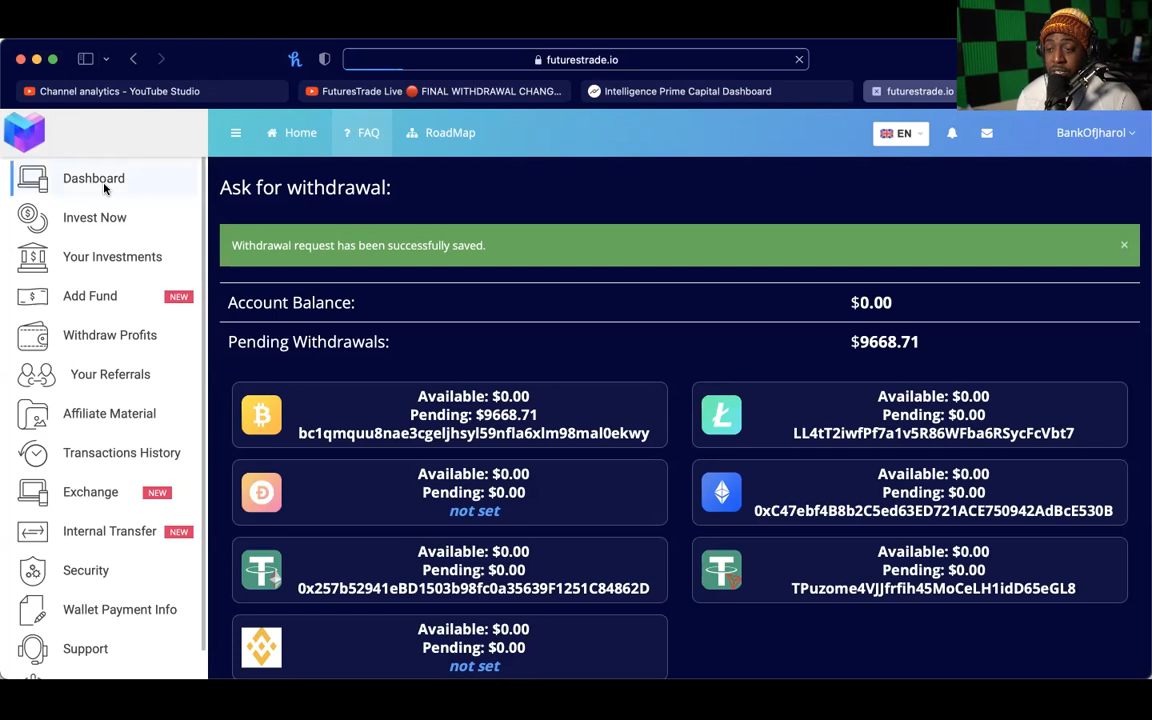 futurestrade.io
Channel analytics - YouTube Studio
FuturesTrade Live 🔴 FINAL WITHDRAWAL CHANG...
Intelligence Prime Capital Dashboard
futurestrade.io
Home
? FAQ
RoadMap
EN
BankOfJharol
Dashboard
Invest Now
Your Investments
Add Fund NEW
Withdraw Profits
Your Referrals
Affiliate Material
Transactions History
Exchange NEW
Internal Transfer NEW
Security
Wallet Payment Info
Support
Ask for withdrawal:
Withdrawal request has been successfully saved.
Account Balance: $0.00
Pending Withdrawals: $9668.71
Available: $0.00
Pending: $9668.71
bc1qmquu8nae3cgeljhsyl59nfla6xlm98mal0ekwy
Available: $0.00
Pending: $0.00
LL4tT2iwfPf7a1v5R86WFba6RSycFcVbt7
Available: $0.00
Pending: $0.00
not set
Available: $0.00
Pending: $0.00
0xC47ebf4B8b2C5ed63ED721ACE750942AdBcE530B
Available: $0.00
Pending: $0.00
0x257b52941eBD1503b98fc0a35639F1251C84862D
Available: $0.00
Pending: $0.00
TPuzome4VJJfrfih45MoCeLH1idD65eGL8
Available: $0.00
Pending: $0.00
not set